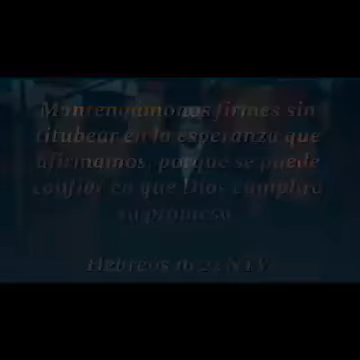 Mantengámonos firmes sin
titubear en la esperanza que
afirmamos, porque se puede
confiar en que Dios cumplirá
su promesa.
Hebreos 10:23 NTV